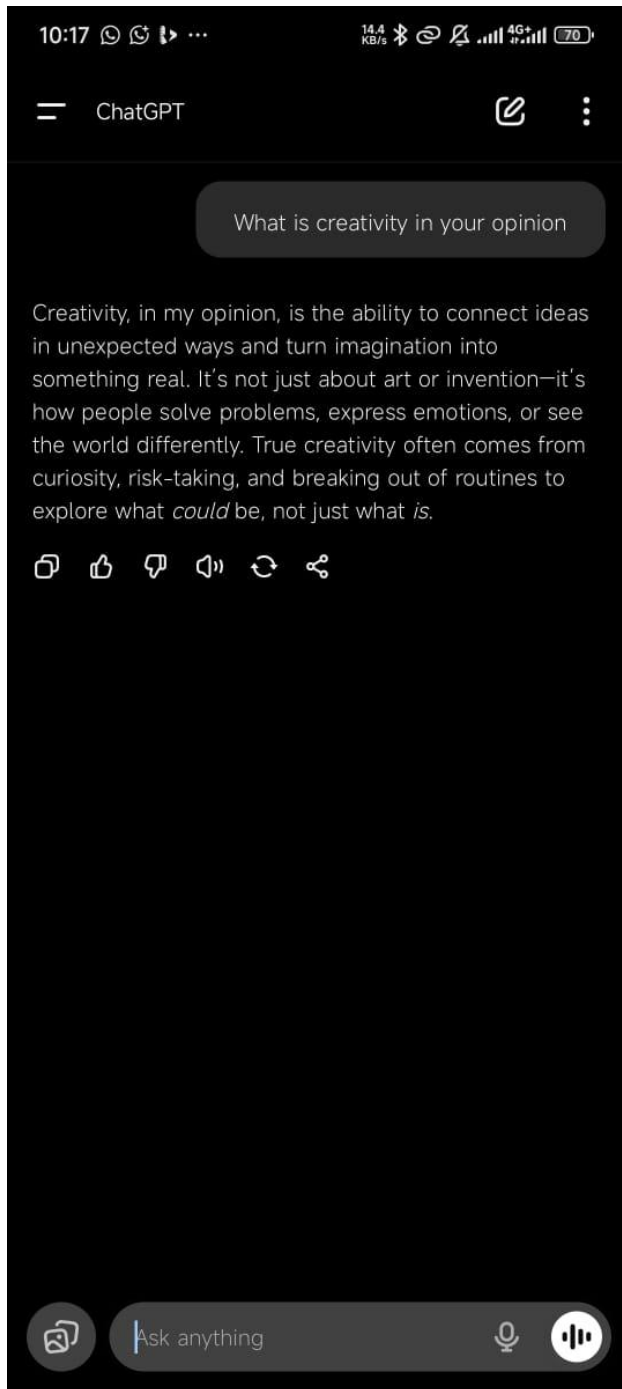 10:17 ... 14.4 KB/s 4G+ 70
ChatGPT
What is creativity in your opinion
Creativity, in my opinion, is the ability to connect ideas
in unexpected ways and turn imagination into
something real. It's not just about art or invention—it's
how people solve problems, express emotions, or see
the world differently. True creativity often comes from
curiosity, risk-taking, and breaking out of routines to
explore what could be, not just what is.
Ask anything